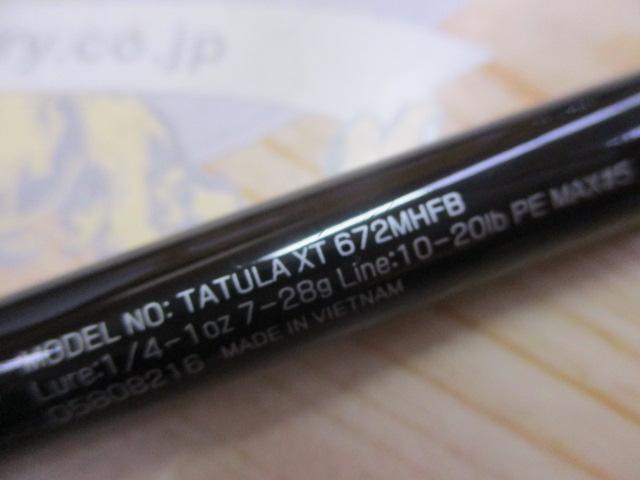 ry.co.jp
MODEL NO: TATULA XT 672MHFB
Lure:1/4-1oz 7-28g Line:10-20lb PE MAX#5
05808216 MADE IN VIETNAM